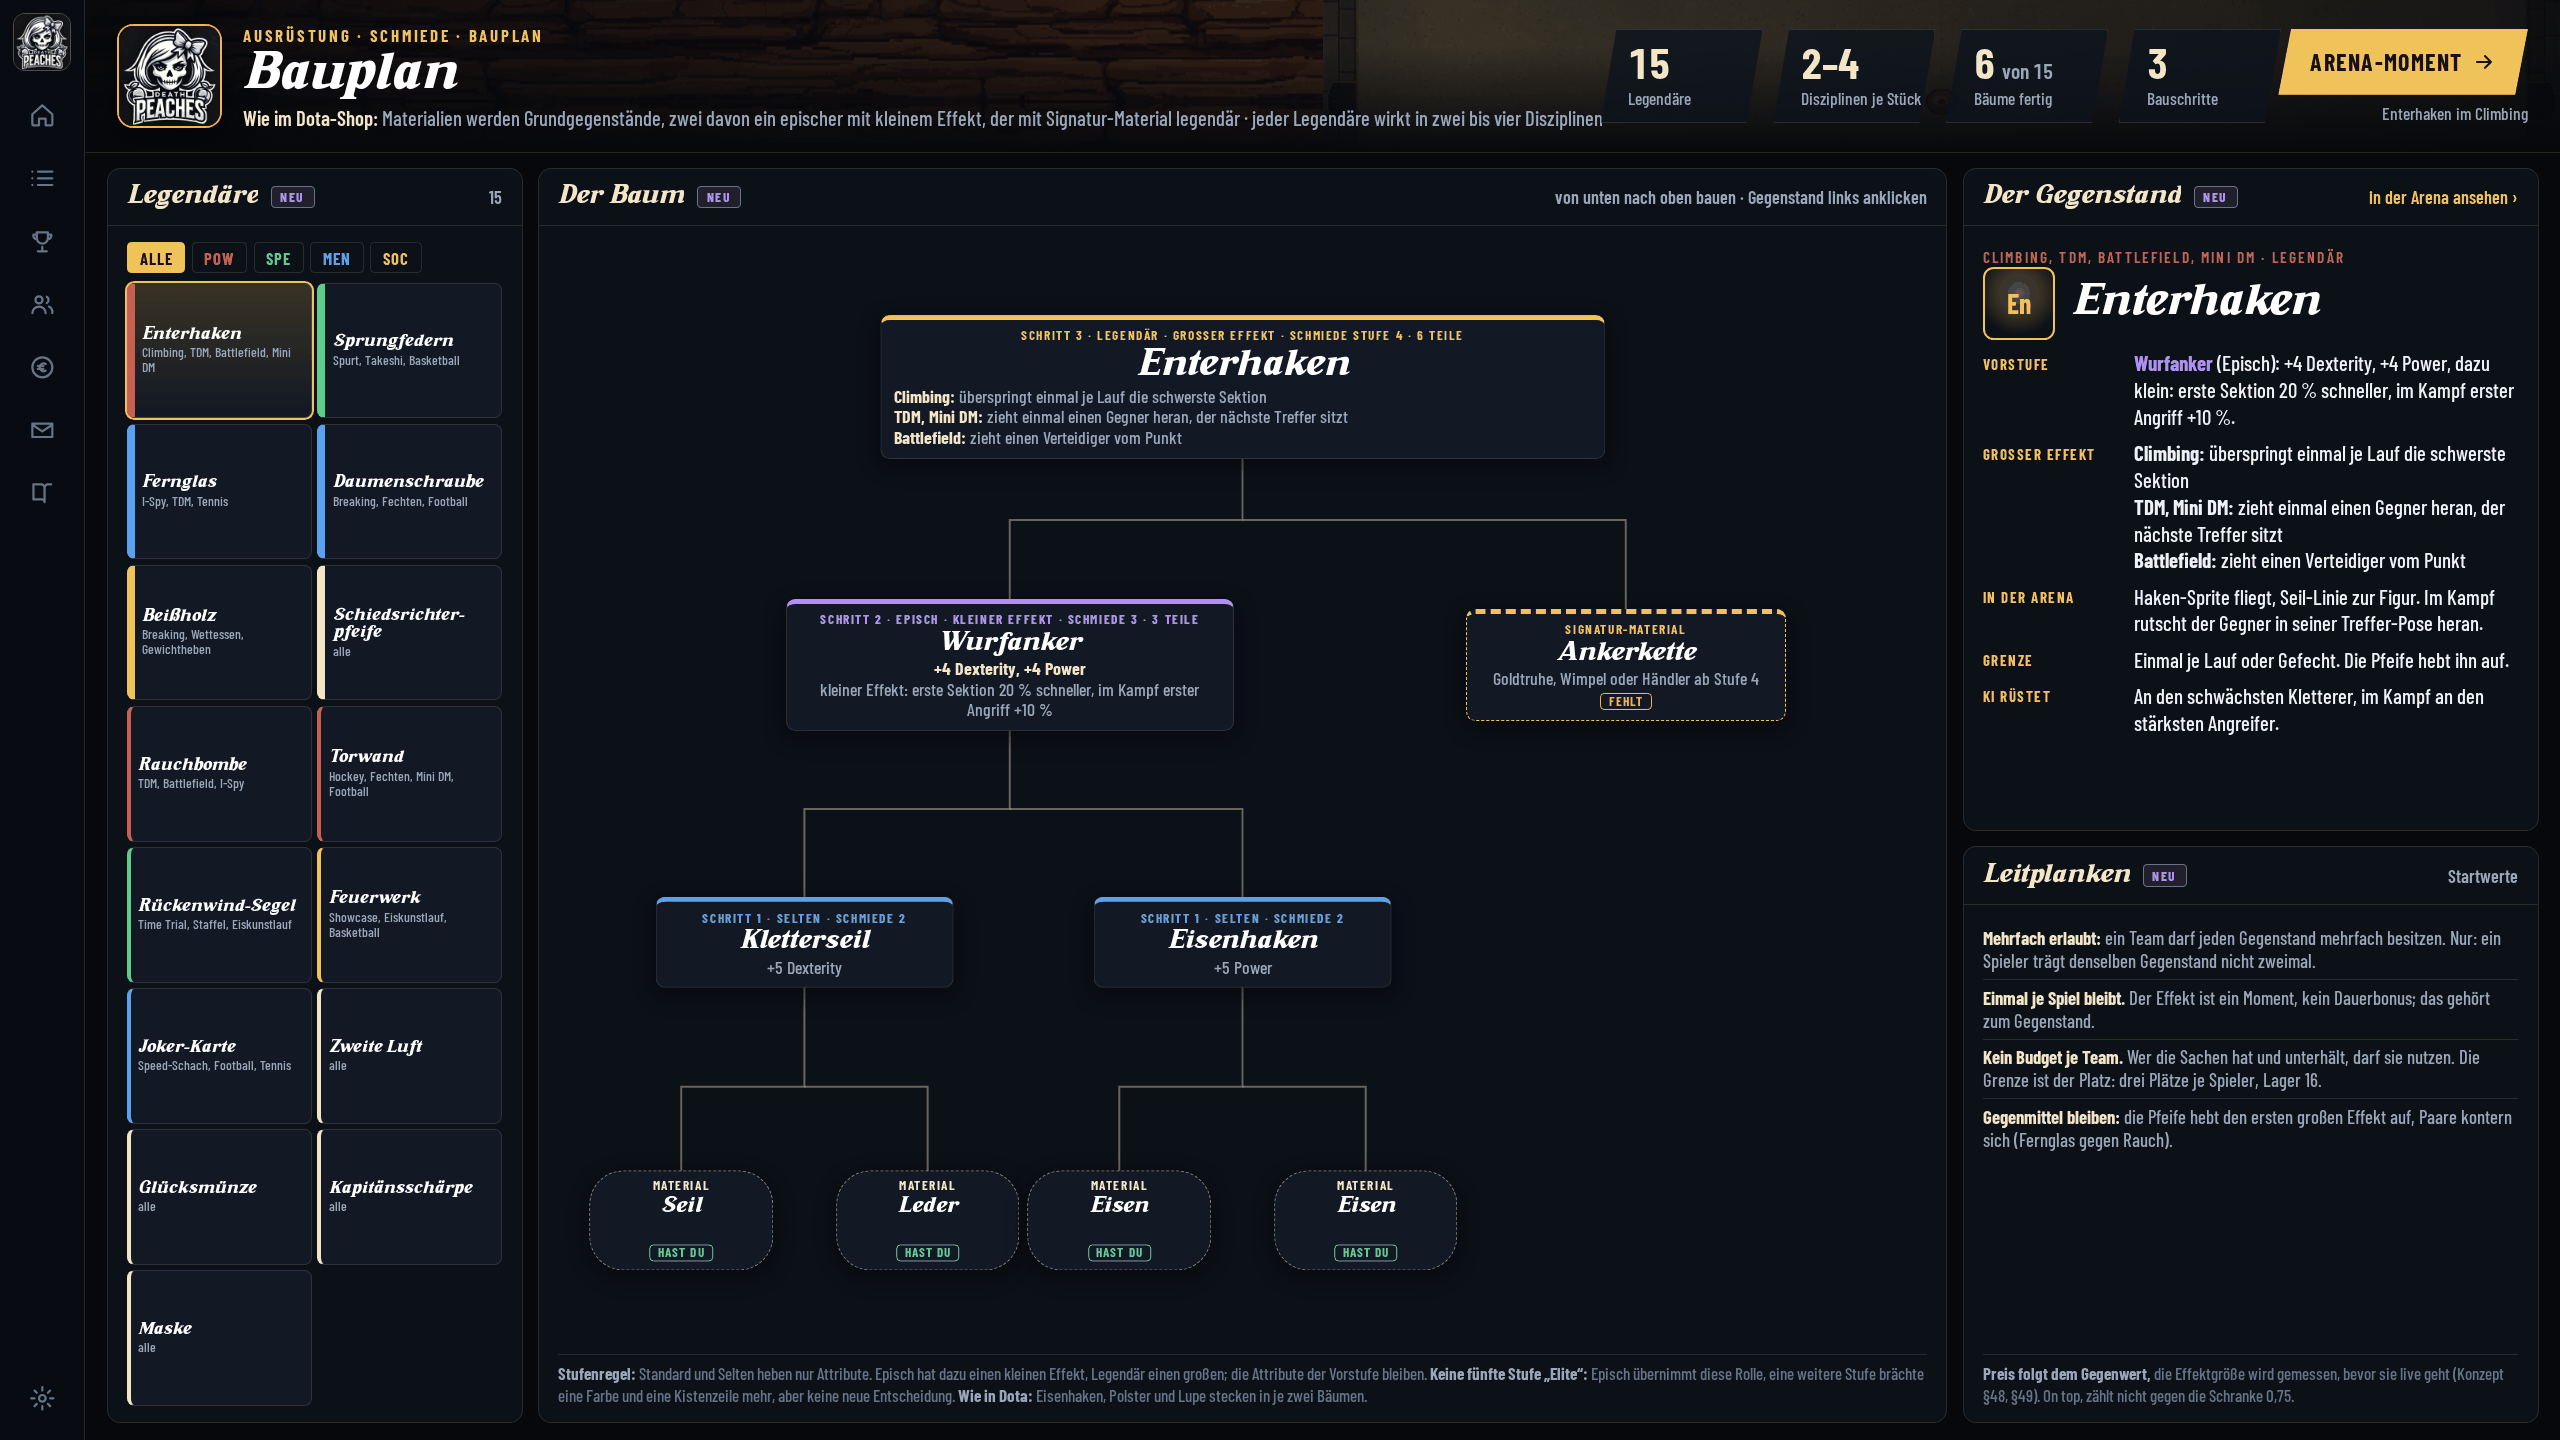 DEATH
PEACHES
DEATH
PEACHES
AUSRÜSTUNG · SCHMIEDE · BAUPLAN
Bauplan
Wie im Dota-Shop: Materialien werden Grundgegenstände, zwei davon ein epischer mit kleinem Effekt, der mit Signatur-Material legendär · jeder Legendäre wirkt in zwei bis vier Disziplinen
15
Legendäre
2–4
Disziplinen je Stück
6 von 15
Bäume fertig
3
Bauschritte
ARENA-MOMENT →
Enterhaken im Climbing
Legendäre NEU 15
ALLE POW SPE MEN SOC
Enterhaken
Climbing, TDM, Battlefield, Mini
DM
Sprungfedern
Spurt, Takeshi, Basketball
Fernglas
I-Spy, TDM, Tennis
Daumenschraube
Breaking, Fechten, Football
Beißholz
Breaking, Wettessen,
Gewichtheben
Schiedsrichter-
pfeife
alle
Rauchbombe
TDM, Battlefield, I-Spy
Torwand
Hockey, Fechten, Mini DM,
Football
Rückenwind-Segel
Time Trial, Staffel, Eiskunstlauf
Feuerwerk
Showcase, Eiskunstlauf,
Basketball
Joker-Karte
Speed-Schach, Football, Tennis
Zweite Luft
alle
Glücksmünze
alle
Kapitänsschärpe
alle
Maske
alle
Der Baum NEU von unten nach oben bauen · Gegenstand links anklicken
SCHRITT 3 · LEGENDÄR · GROSSER EFFEKT · SCHMIEDE STUFE 4 · 6 TEILE
Enterhaken
Climbing: überspringt einmal je Lauf die schwerste Sektion
TDM, Mini DM: zieht einmal einen Gegner heran, der nächste Treffer sitzt
Battlefield: zieht einen Verteidiger vom Punkt
SCHRITT 2 · EPISCH · KLEINER EFFEKT · SCHMIEDE 3 · 3 TEILE
Wurfanker
+4 Dexterity, +4 Power
kleiner Effekt: erste Sektion 20 % schneller, im Kampf erster
Angriff +10 %
SIGNATUR-MATERIAL
Ankerkette
Goldtruhe, Wimpel oder Händler ab Stufe 4
FEHLT
SCHRITT 1 · SELTEN · SCHMIEDE 2
Kletterseil
+5 Dexterity
SCHRITT 1 · SELTEN · SCHMIEDE 2
Eisenhaken
+5 Power
MATERIAL
Seil
HAST DU
MATERIAL
Leder
HAST DU
MATERIAL
Eisen
HAST DU
MATERIAL
Eisen
HAST DU
Stufenregel: Standard und Selten heben nur Attribute. Episch hat dazu einen kleinen Effekt, Legendär einen großen; die Attribute der Vorstufe bleiben. Keine fünfte Stufe „Elite“: Episch übernimmt diese Rolle, eine weitere Stufe brächte
eine Farbe und eine Kistenzeile mehr, aber keine neue Entscheidung. Wie in Dota: Eisenhaken, Polster und Lupe stecken in je zwei Bäumen.
Der Gegenstand NEU In der Arena ansehen ›
CLIMBING, TDM, BATTLEFIELD, MINI DM · LEGENDÄR
En Enterhaken
VORSTUFE Wurfanker (Episch): +4 Dexterity, +4 Power, dazu
klein: erste Sektion 20 % schneller, im Kampf erster
Angriff +10 %.
GROSSER EFFEKT Climbing: überspringt einmal je Lauf die schwerste
Sektion
TDM, Mini DM: zieht einmal einen Gegner heran, der
nächste Treffer sitzt
Battlefield: zieht einen Verteidiger vom Punkt
IN DER ARENA Haken-Sprite fliegt, Seil-Linie zur Figur. Im Kampf
rutscht der Gegner in seiner Treffer-Pose heran.
GRENZE Einmal je Lauf oder Gefecht. Die Pfeife hebt ihn auf.
KI RÜSTET An den schwächsten Kletterer, im Kampf an den
stärksten Angreifer.
Leitplanken NEU Startwerte
Mehrfach erlaubt: ein Team darf jeden Gegenstand mehrfach besitzen. Nur: ein
Spieler trägt denselben Gegenstand nicht zweimal.
Einmal je Spiel bleibt. Der Effekt ist ein Moment, kein Dauerbonus; das gehört
zum Gegenstand.
Kein Budget je Team. Wer die Sachen hat und unterhält, darf sie nutzen. Die
Grenze ist der Platz: drei Plätze je Spieler, Lager 16.
Gegenmittel bleiben: die Pfeife hebt den ersten großen Effekt auf, Paare kontern
sich (Fernglas gegen Rauch).
Preis folgt dem Gegenwert, die Effektgröße wird gemessen, bevor sie live geht (Konzept
§48, §49). On top, zählt nicht gegen die Schranke 0,75.